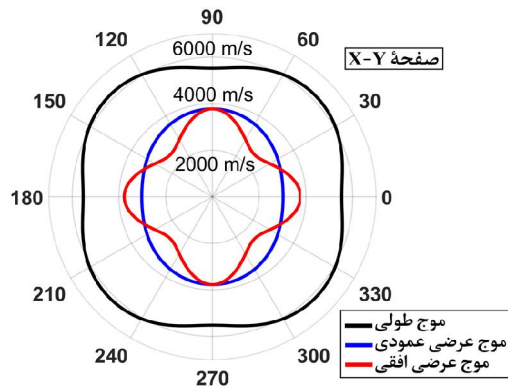 90
120
60
6000 m/s
صفحهٔ X-Y
150
4000 m/s
30
2000 m/s
180
0
210
330
موج طولی
موج عرضی عمودی
موج عرضی افقی
240
300
270